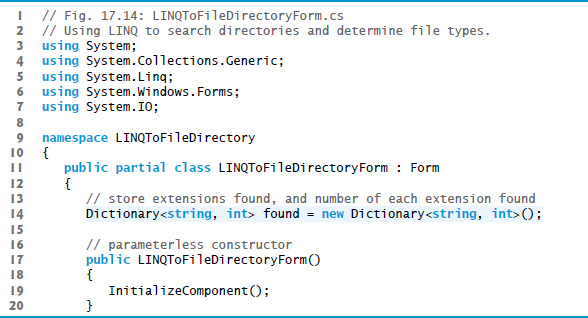 1 // Fig. 17.14: LINQToFileDirectoryForm.cs
2 // Using LINQ to search directories and determine file types.
3 using System;
4 using System.Collections.Generic;
5 using System.Linq;
6 using System.Windows.Forms;
7 using System.IO;
8
9 namespace LINQToFileDirectory
10 {
11 public partial class LINQToFileDirectoryForm : Form
12 {
13 // store extensions found, and number of each extension found
14 Dictionary<string, int> found = new Dictionary<string, int>();
15
16 // parameterless constructor
17 public LINQToFileDirectoryForm()
18 {
19 InitializeComponent();
20 }